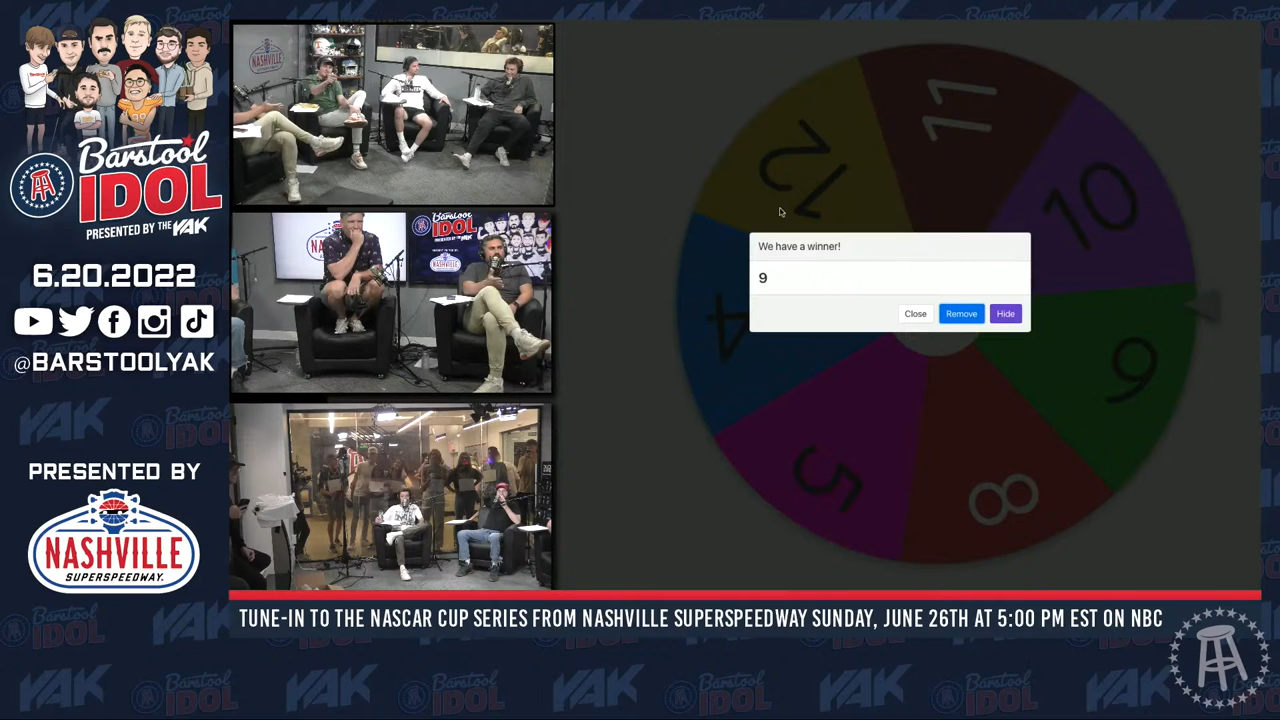 Barstool
IDOL
PRESENTED BY THE YAK
6.20.2022
@BARSTOOLYAK
PRESENTED BY
NASHVILLE
SUPERSPEEDWAY.
NASHVILLE
11
12
10
4
9
5
8
We have a winner!
9
Close
Remove
Hide
TUNE-IN TO THE NASCAR CUP SERIES FROM NASHVILLE SUPERSPEEDWAY SUNDAY, JUNE 26TH AT 5:00 PM EST ON NBC